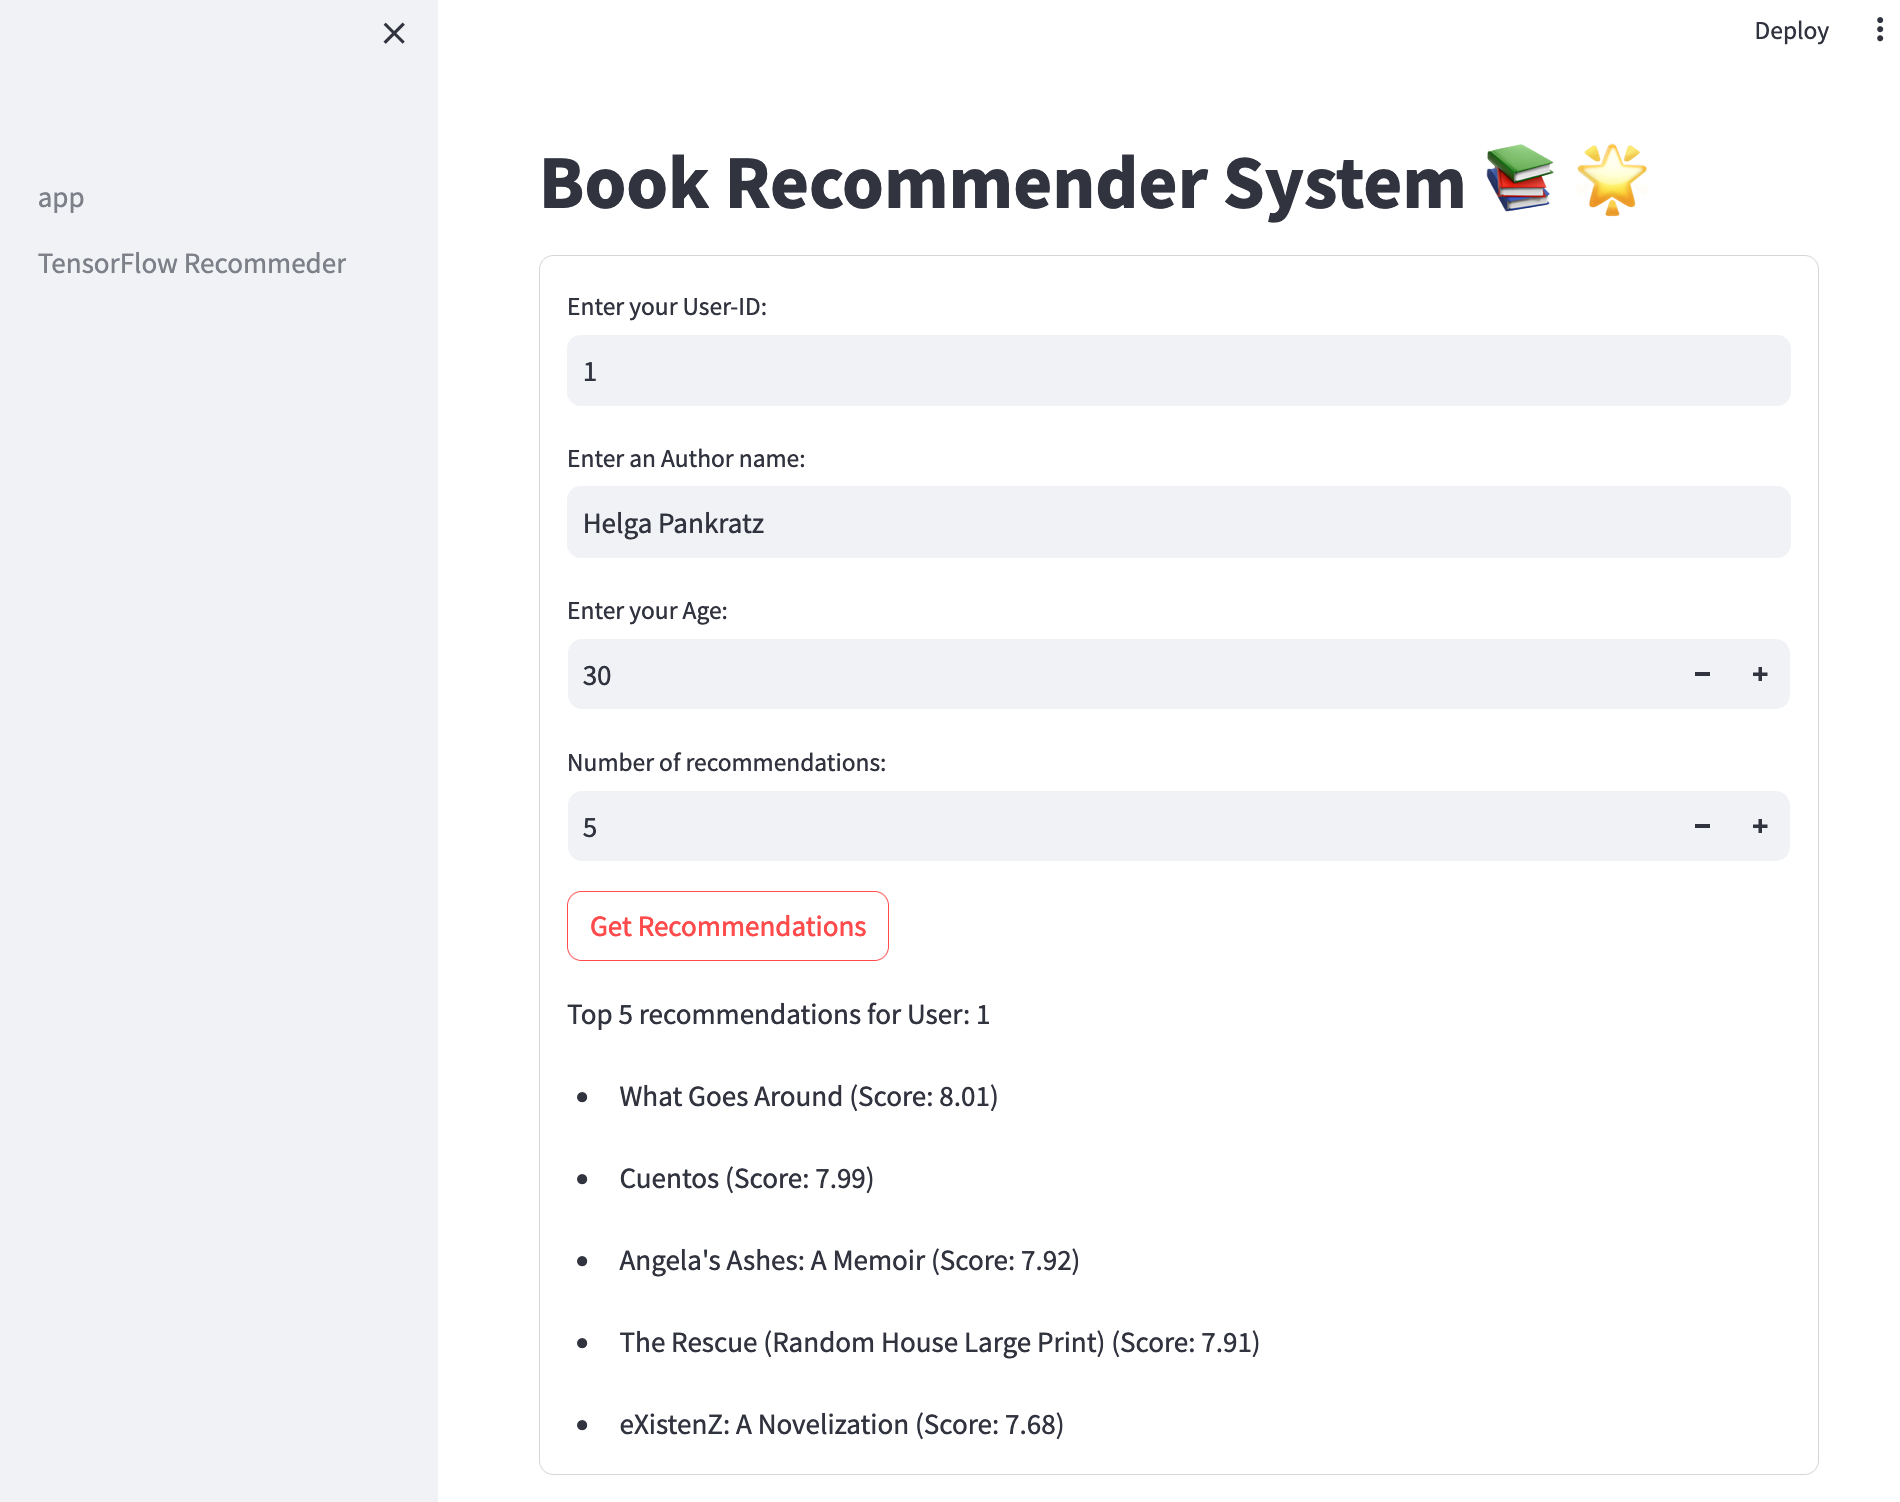 Deploy
app
TensorFlow Recommeder
Book Recommender System
Enter your User-ID:
1
Enter an Author name:
Helga Pankratz
Enter your Age:
30
Number of recommendations:
5
Get Recommendations
Top 5 recommendations for User: 1
• What Goes Around (Score: 8.01)
• Cuentos (Score: 7.99)
• Angela's Ashes: A Memoir (Score: 7.92)
• The Rescue (Random House Large Print) (Score: 7.91)
• eXistenZ: A Novelization (Score: 7.68)